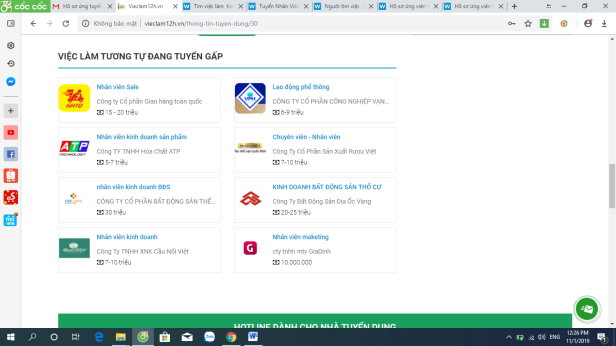 cốc cốc
Hồ sơ ứng tuyể
Vieclam12h.vn
Tìm việc làm, tìm
Tuyển Nhân Viên
Người tìm việc,
Hồ sơ ứng viên
Hồ sơ ứng viên
Không bảo mật | vieclam12h.vn/thong-tin-tuyen-dung/30
VIỆC LÀM TƯƠNG TỰ ĐANG TUYỂN GẤP
Nhân viên Sale
Công ty Cổ phần Giao hàng toàn quốc
15 - 20 triệu
Lao động phổ thông
CÔNG TY CỔ PHẦN CÔNG NGHIỆP VẠN...
6-9 triệu
ATP
TECHNOLOGY
Nhân viên kinh doanh sản phẩm
CÔNG TY TNHH Hóa Chất ATP
5-7 triệu
Chuyên viên - Nhân viên
Công Ty Cổ Phần Sản Xuất Rượu Việt
7-10 triệu
nhân viên kinh doanh BĐS
CÔNG TY CỔ PHẦN BẤT ĐỘNG SẢN THẾ...
30 triệu
KINH DOANH BẤT ĐỘNG SẢN THỔ CƯ
Công Ty Bất Động Sản Địa Ốc Vàng
20-25 triệu
Nhân viên kinh doanh
Công Ty TNHH XNK Cầu Nối Việt
7-10 triệu
G
Nhân viên maketing
cty tnhh mtv GiaDinh
10.000.000
HOTLINE DÀNH CHO NHÀ TUYỂN DỤNG
ENG
12:26 PM
11/1/2019